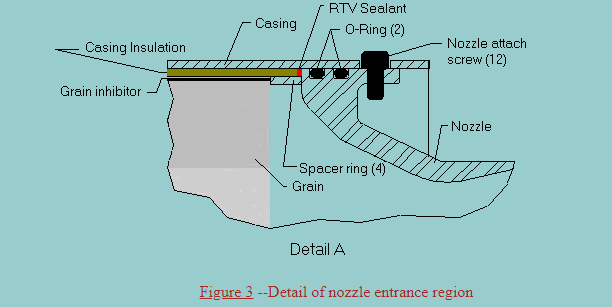 RTV Sealant
Casing
O-Ring (2)
Casing Insulation
Nozzle attach
screw (12)
Grain inhibitor
Nozzle
Spacer ring (4)
Grain
Detail A
Figure 3 --Detail of nozzle entrance region